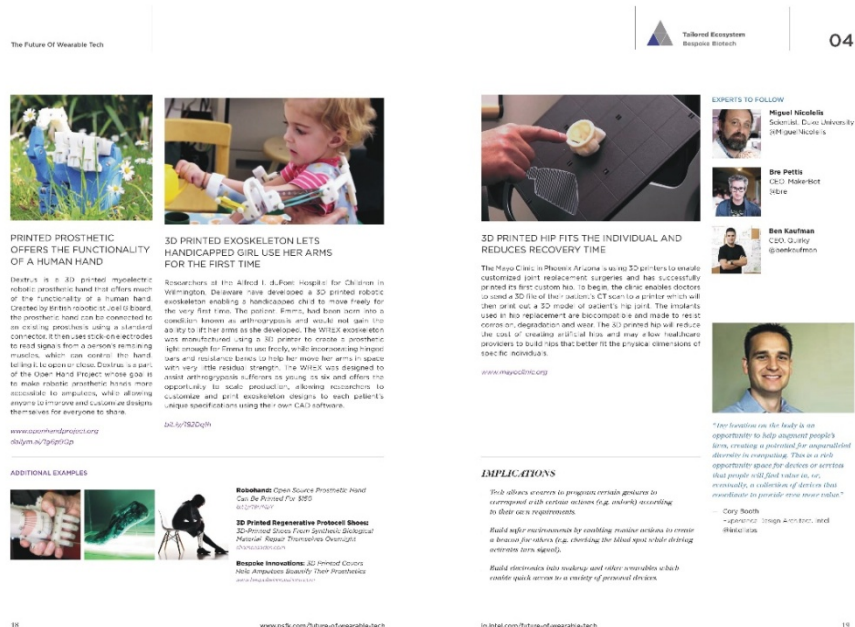 The Future Of Wearable Tech
Tailored Ecosystem
Bespoke Biotech
04
PRINTED PROSTHETIC
OFFERS THE FUNCTIONALITY
OF A HUMAN HAND
Dextrus is a 3D printed myoelectric
robotic prosthetic hand that offers much
of the functionality of a human hand.
Created by British robotic at Joel G board,
the prosthetic hand can be connected to
an existing prosthesis using a standard
connector. It then uses stick-on electrodes
to read signals from a person's remaining
muscles, which can control the hand,
telling it to open or close. Dextrus is a part
of the Open Hand Project whose goal is
to make robotic prosthetic hands more
accessible to amputees, while allowing
anyone to improve and customize designs
themselves for everyone to share.
www.openhandproject.org
3D PRINTED EXOSKELETON LETS
HANDICAPPED GIRL USE HER ARMS
FOR THE FIRST TIME
Researchers at the Alfred I. duPont Hospital for Children in
Wilmington, Delaware have developed a 3D printed robotic
exoskeleton enabling a handicapped child to move freely for
the very first time. The patient, Emma, had been born into a
condition known as arthrogryposis and would not gain the
ability to lift her arms as she developed. The WREX exoskeleton
was manufactured using a 3D printer to create a prosthetic
light enough for Emma to use freely, while incorporating hinged
bars and resistance bands to help her move her arms in space
with very little residual strength. The WREX was designed to
assist arthrogryposis sufferers as young as six and offers the
opportunity to scale production, allowing researchers to
customize and print exoskeleton designs to each patient's
unique specifications using their own CAD software.
ADDITIONAL EXAMPLES
Robohand: Open Source Prosthetic Hand
Can Be Printed For $150
3D Printed Regenerative Protocell Shoes:
3D-Printed Shoes From Synthetic Biological
Material Repair Themselves Overnight
Bespoke Innovations: 3D Printed Covers
Help Amputees Beautify Their Prosthetics
18
www.psfk.com/future-of-wearable-tech
3D PRINTED HIP FITS THE INDIVIDUAL AND
REDUCES RECOVERY TIME
The Mayo Clinic in Phoenix Arizona is using 3D printers to enable
customized joint replacement surgeries and has successfully
printed its first custom hip. To begin, the clinic enables doctors
to send a 3D file of their patient's CT scan to a printer which will
then print out a 3D model of patient's hip joint. The implants
used in hip replacement are biocompatible and made to resist
corrosion, degradation and wear. The 3D printed hip will reduce
the cost of creating artificial hips and may allow healthcare
providers to build hips that better fit the physical dimensions of
specific individuals.
www.mayoclinic.org
IMPLICATIONS
Tech allows wearers to program certain gestures to
correspond with certain actions (e.g. unlock) according
to their own requirements.
Build safer environments by enabling routine actions to create
a beacon for others (e.g. checking the blind spot while driving
activates turn signal).
Build electronics into makeup and other wearables which
enable quick access to a variety of personal devices.
EXPERTS TO FOLLOW
Miguel Nicolelis
Scientist, Duke University
@MiguelNicolelis
Bre Pettis
CEO, MakerBot
@bre
Ben Kaufman
CEO, Quirky
@benkaufman
"Any location on the body is an
opportunity to help augment people's
lives, creating a potential for unparalleled
diversity in computing. This is a rich
opportunity space for devices or services
that people will find value in, or,
eventually, a collection of devices that
coordinate to provide even more value."
Cory Booth
Experience Design Architect, Intel
@intellabs
iq.intel.com/future-of-wearable-tech
19